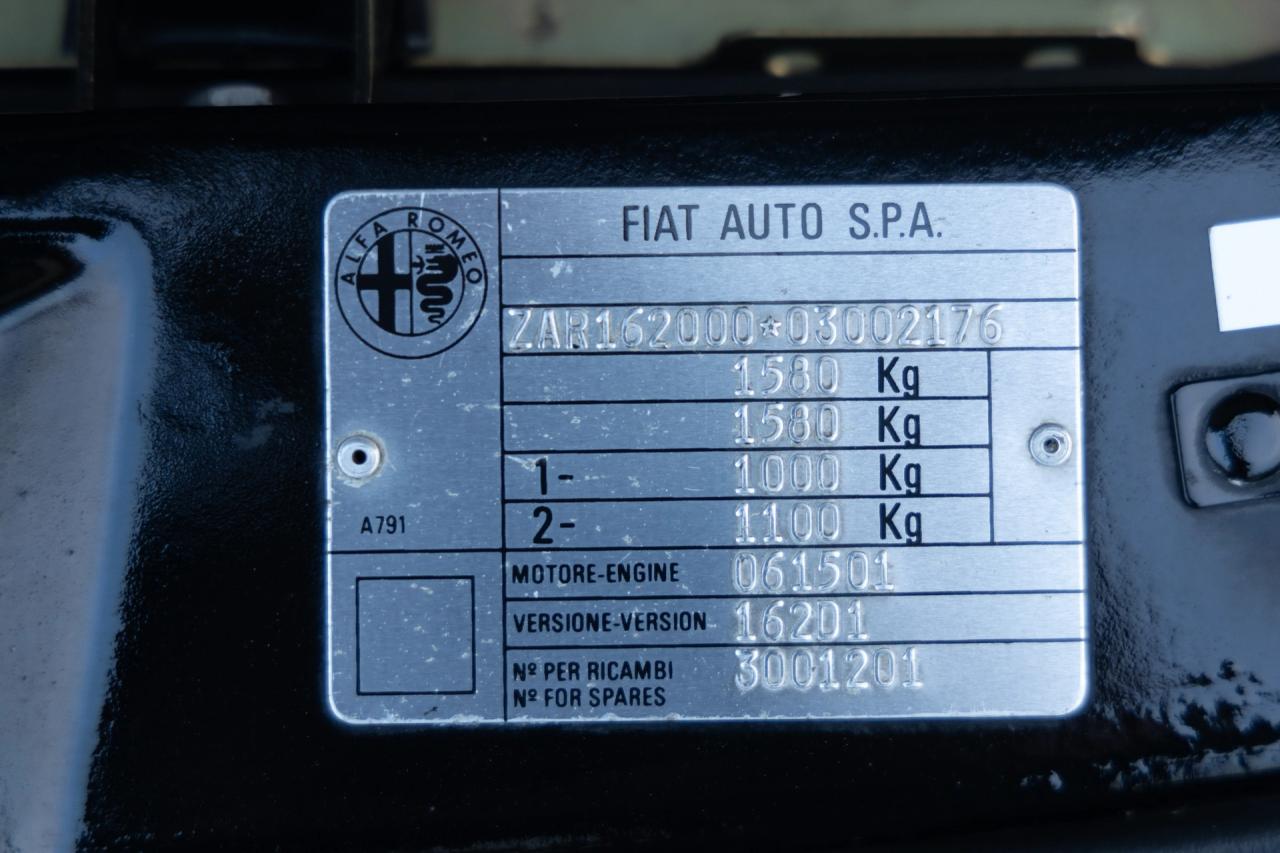 ALFA ROMEO
FIAT AUTO S.P.A.
ZAR162000*03002176
1580 Kg
1580 Kg
1- 1000 Kg
2- 1100 Kg
A791
MOTORE-ENGINE 061501
VERSIONE-VERSION 162D1
Nº PER RICAMBI 3001201
Nº FOR SPARES